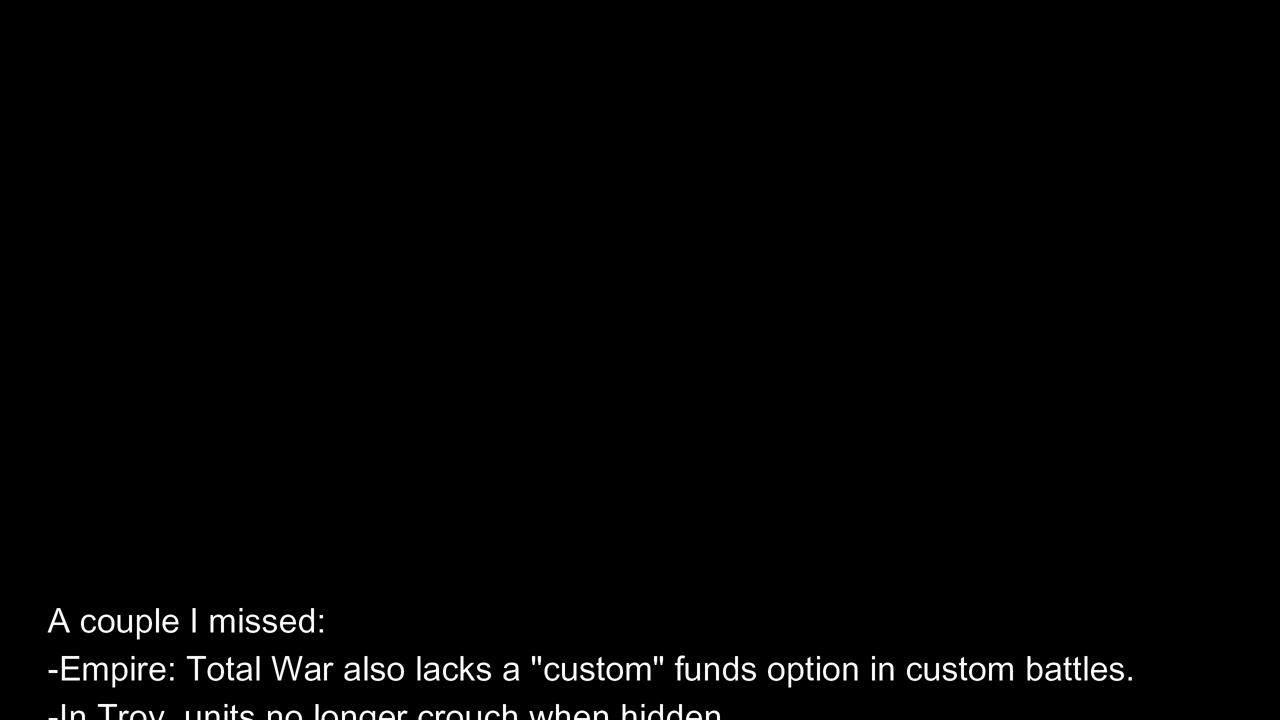 A couple I missed:
-Empire: Total War also lacks a "custom" funds option in custom battles.
-In Troy, units no longer crouch when hidden